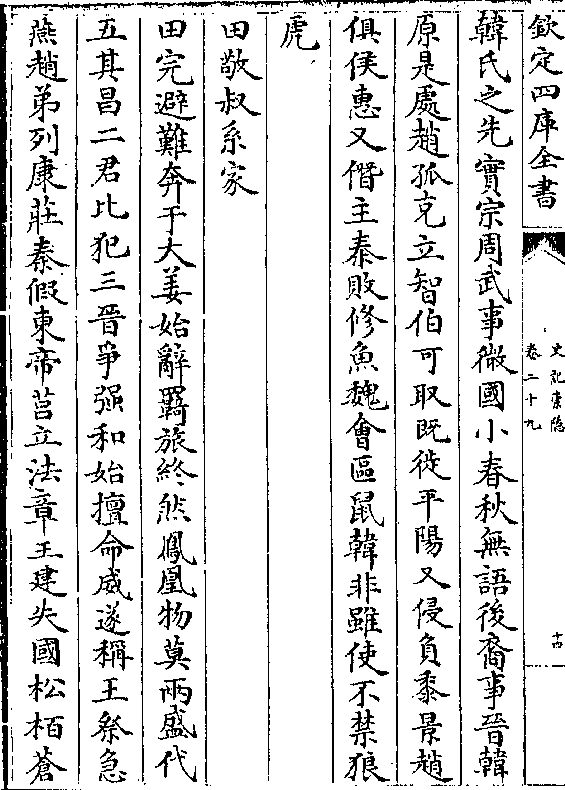 欽定四庫全書
史記索隠
卷二十九
十四
韓氏之先實宗周武事微國小春秋無語後裔事晉韓
原是處趙孤克立智伯可取既徙平陽又侵負黍景趙
俱侯惠又僭主秦敗修魚魏會區鼠韓非雖使不禁狼
虎
田敬叔系家
田完避難奔于大姜始辭羇旅終然鳳凰物莫兩盛代
五其昌二君比犯三晉爭彊和始擅命威遂稱王祭急
燕趙弟列康莊秦假東帝莒立法章王建失國松柏蒼